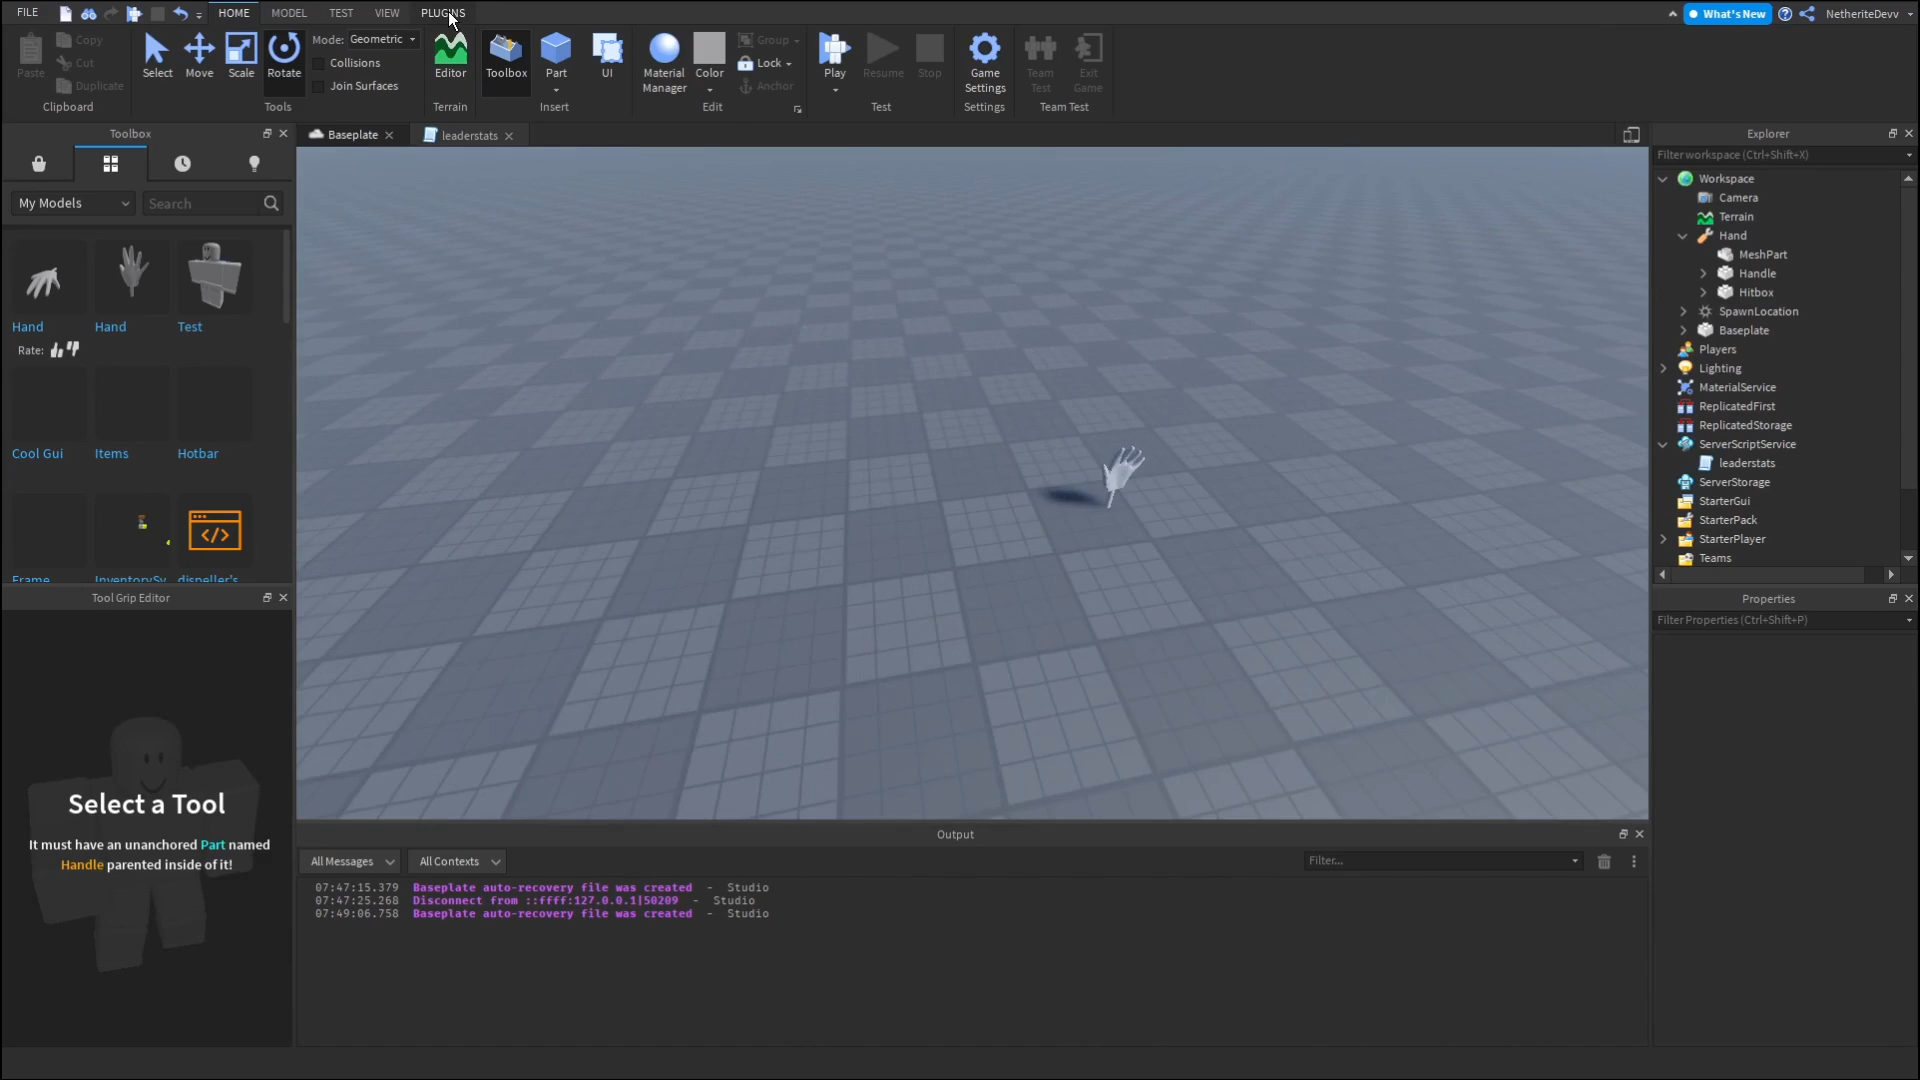 FILE HOME MODEL TEST VIEW PLUGINS What's New NetheriteDevv
Paste Copy Cut Duplicate Clipboard
Select Move Scale Rotate Mode: Geometric Collisions Join Surfaces Tools
Editor Terrain
Toolbox Part UI Insert
Material Manager Color Group Lock Anchor Edit
Play Resume Stop Test
Game Settings Settings
Team Test Exit Game Team Test
Toolbox
My Models Search
Hand Hand Test
Rate:
Cool Gui Items Hotbar
Frame InventorySy dispeller's
Tool Grip Editor
Select a Tool
It must have an unanchored Part named
Handle parented inside of it!
Baseplate leaderstats
Output
All Messages All Contexts Filter...
07:47:15.379 Baseplate auto-recovery file was created - Studio
07:47:25.268 Disconnect from ::ffff:127.0.0.1|50209 - Studio
07:49:06.758 Baseplate auto-recovery file was created - Studio
Explorer
Filter workspace (Ctrl+Shift+X)
Workspace
Camera
Terrain
Hand
MeshPart
Handle
Hitbox
SpawnLocation
Baseplate
Players
Lighting
MaterialService
ReplicatedFirst
ReplicatedStorage
ServerScriptService
leaderstats
ServerStorage
StarterGui
StarterPack
StarterPlayer
Teams
Properties
Filter Properties (Ctrl+Shift+P)